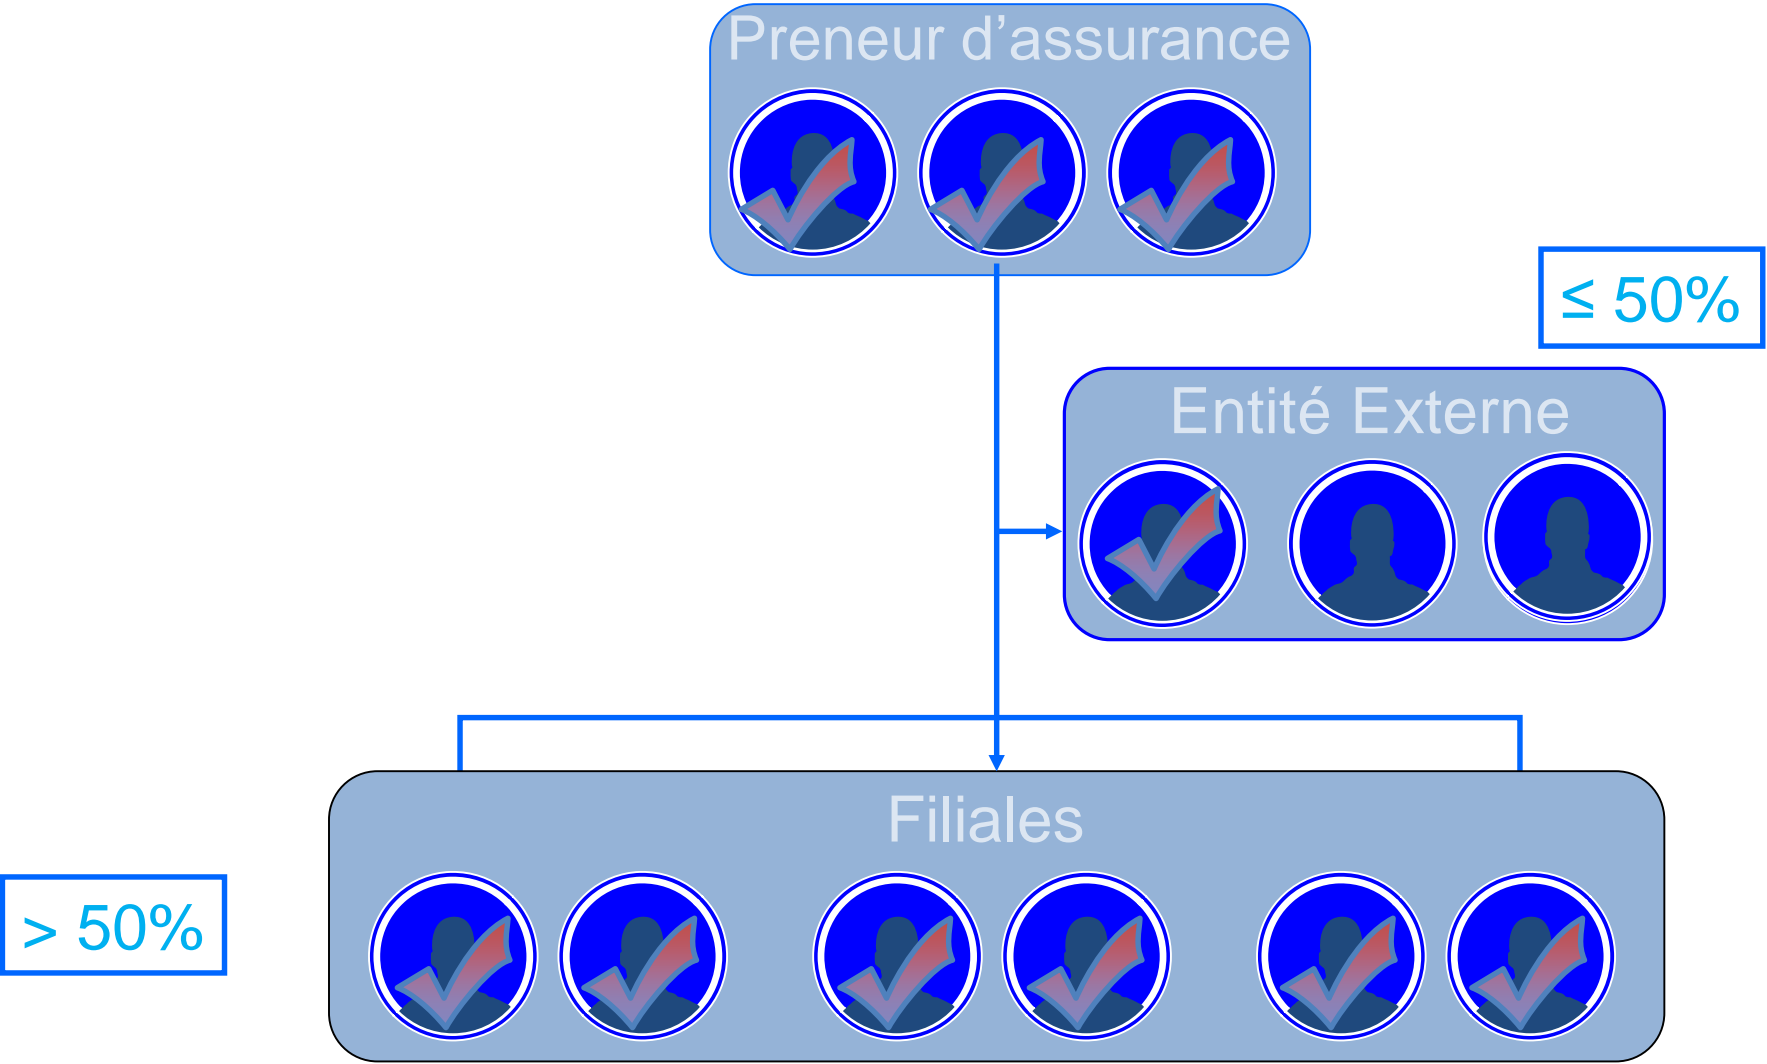 Preneur d’assurance
≤ 50%
Entité Externe
Filiales
> 50%